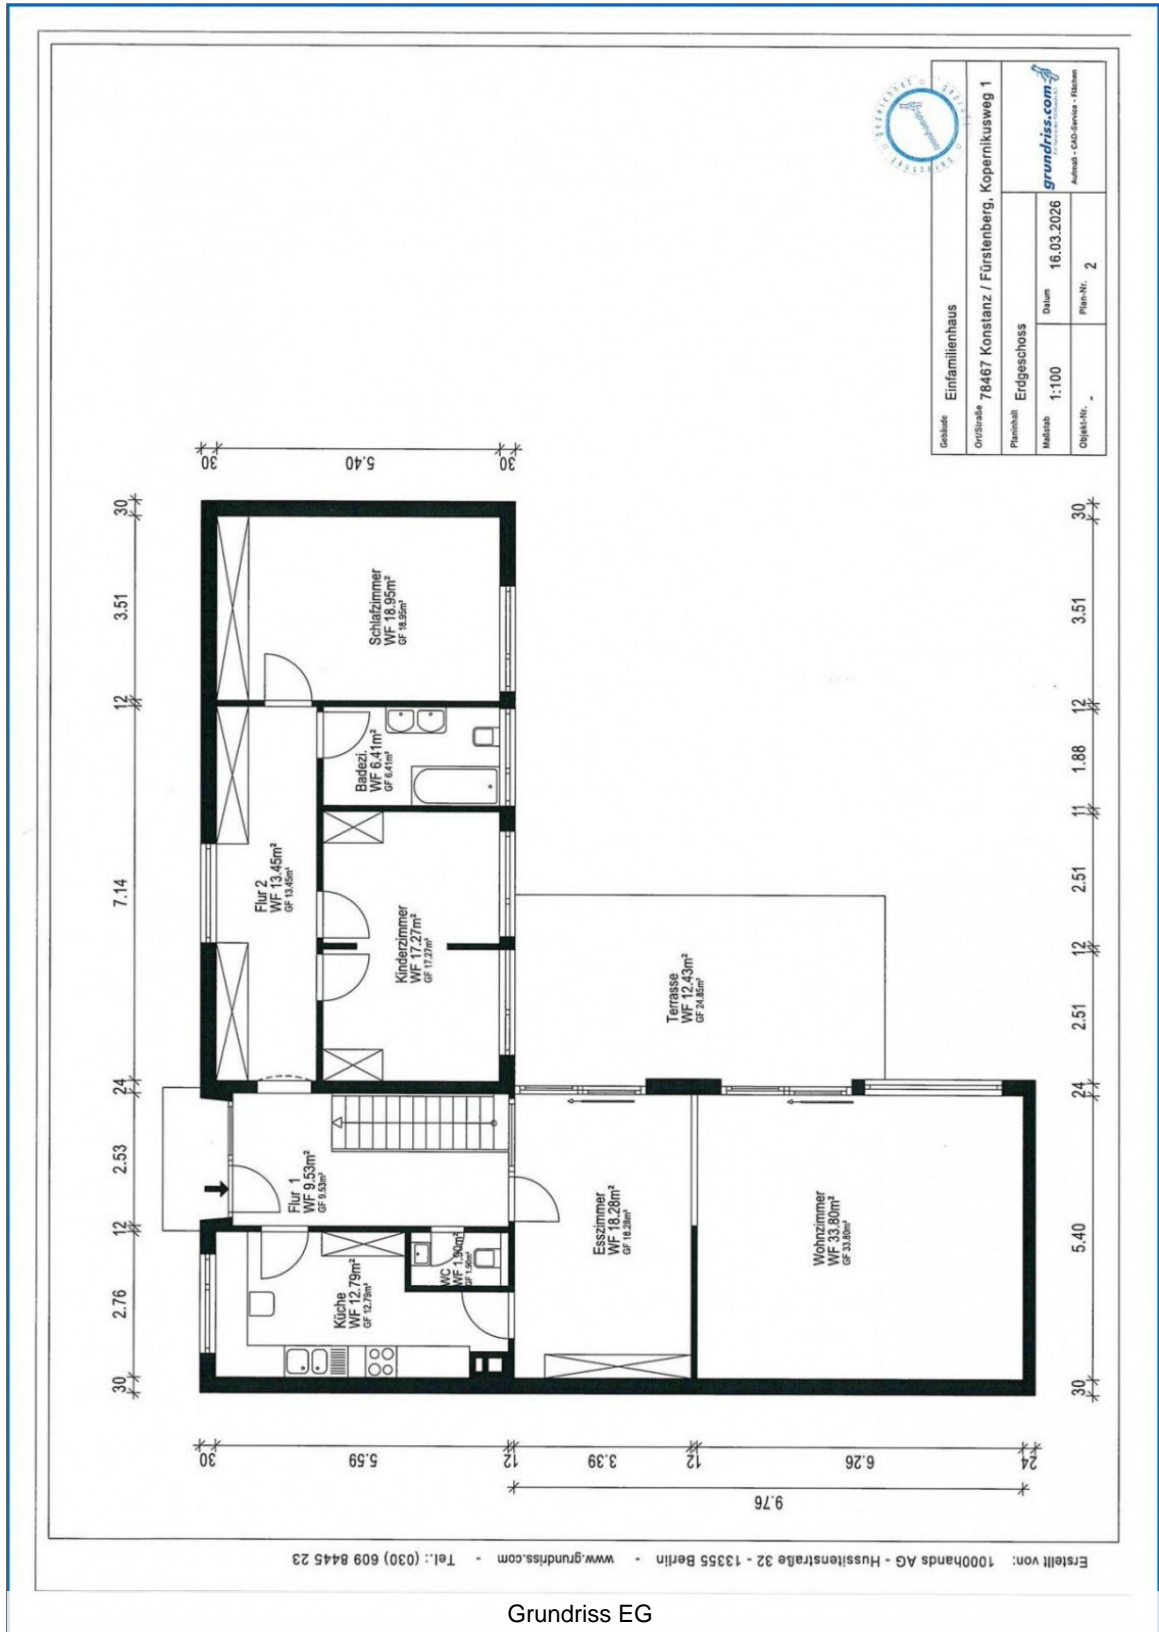 Gebäude
Einfamilienhaus
Ort/Straße
78467 Konstanz / Fürstenberg, Kopernikusweg 1
Planinhalt
Erdgeschoss
Maßstab
1:100
Datum
16.03.2026
Objekt-Nr.
-
Plan-Nr.
2
grundriss.com
Aufmaß - CAD-Service - Flächen
30
5.40
30
30
3.51
12
7.14
24
2.53
12
2.76
30
Schlafzimmer
WF 18.95m²
GF 18.95m²
Badezi.
WF 6.41m²
GF 6.41m²
Flur 2
WF 13.45m²
GF 13.45m²
Kinderzimmer
WF 17.27m²
GF 17.27m²
Terrasse
WF 12.43m²
GF 24.85m²
Flur 1
WF 9.53m²
GF 9.53m²
Esszimmer
WF 18.28m²
GF 18.28m²
Wohnzimmer
WF 33.80m²
GF 33.80m²
Küche
WF 12.79m²
GF 12.79m²
WC
WF 1.90m²
GF 1.90m²
30
3.51
12
1.88
11
2.51
12
2.51
24
5.40
30
30
5.59
12
3.39
12
6.26
24
9.76
Erstellt von: 1000hands AG - Hussitenstraße 32 - 13355 Berlin - www.grundriss.com - Tel.: (030) 609 8445 23
Grundriss EG